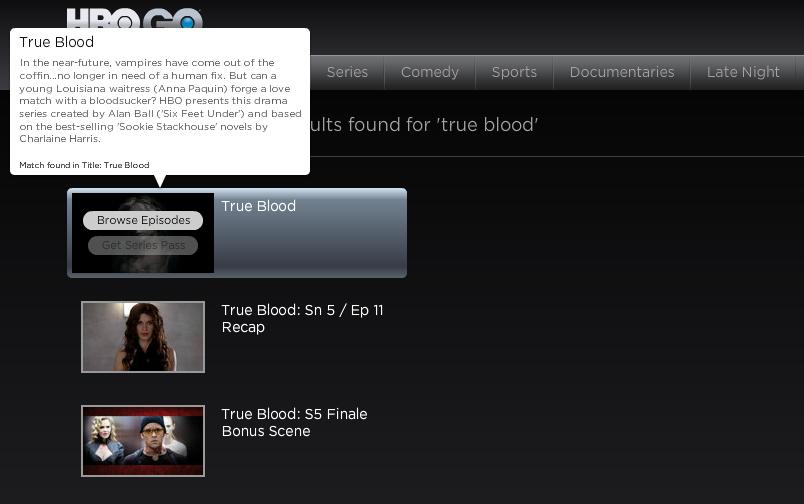 HBO GO
True Blood
In the near-future, vampires have come out of the
coffin...no longer in need of a human fix. But can a
young Louisiana waitress (Anna Paquin) forge a love
match with a bloodsucker? HBO presents this drama
series created by Alan Ball ('Six Feet Under') and based
on the best-selling 'Sookie Stackhouse' novels by
Charlaine Harris.
Match found in Title: True Blood
Series Comedy Sports Documentaries Late Night
found for 'true blood'
True Blood
Browse Episodes
Get Series Pass
True Blood: Sn 5 / Ep 11
Recap
True Blood: S5 Finale
Bonus Scene